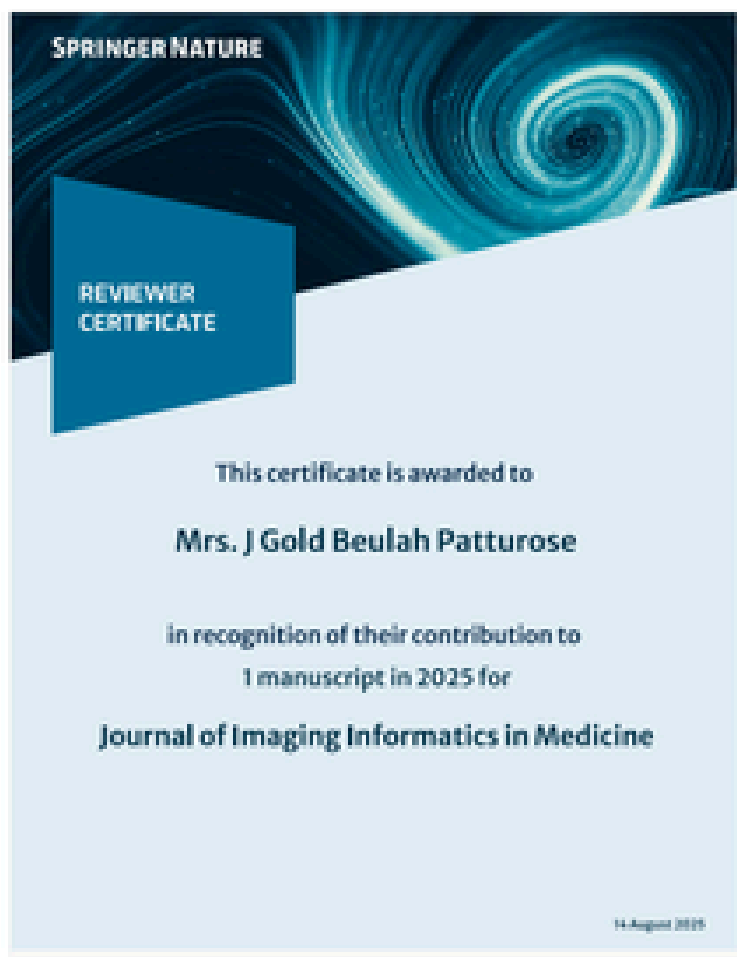 SPRINGER NATURE
REVIEWER
CERTIFICATE
This certificate is awarded to
Mrs. J Gold Beulah Patturose
in recognition of their contribution to
1 manuscript in 2025 for
Journal of Imaging Informatics in Medicine
14 August 2025